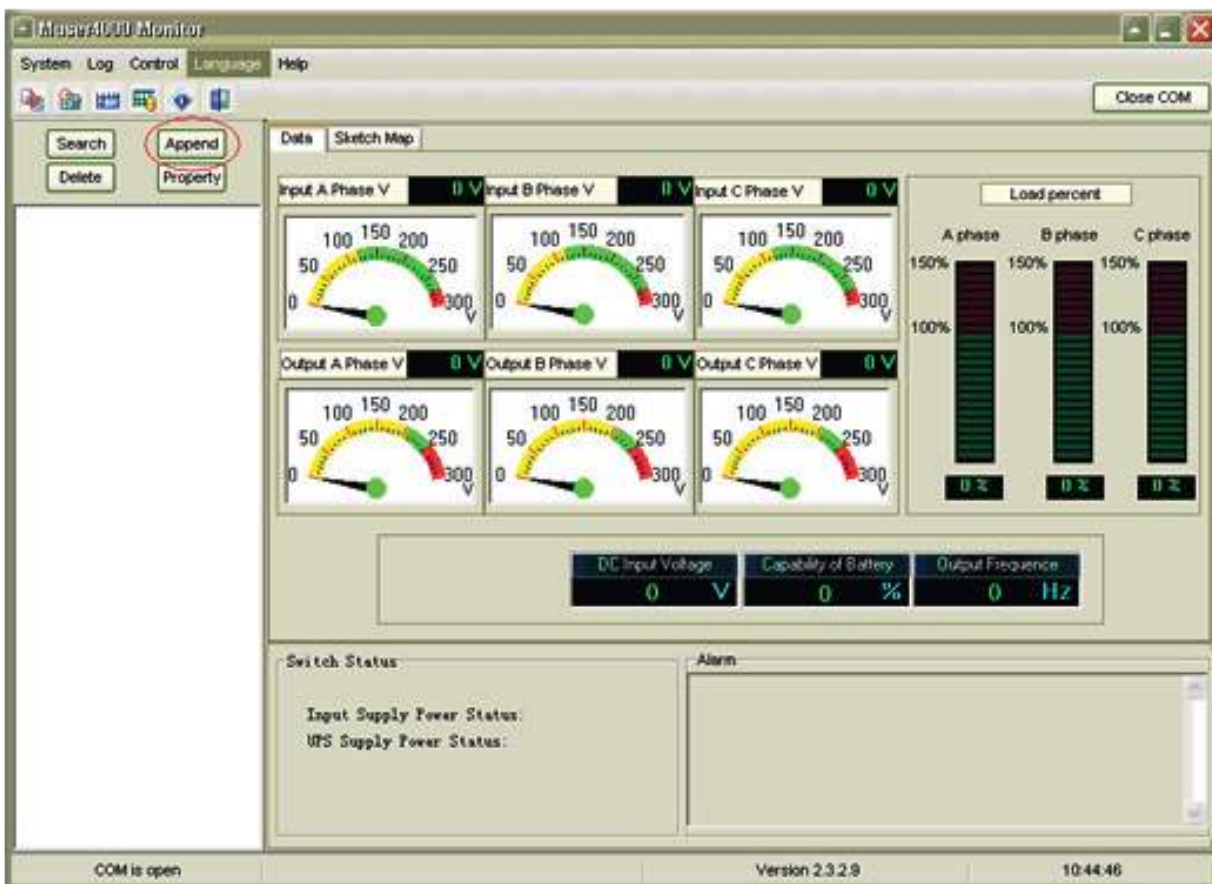 Muser4000 Monitor
System Log Control Language Help
Close COM
Search Append
Delete Property
Data Sketch Map
Input A Phase V 0 V Input B Phase V 0 V Input C Phase V 0 V
0 50 100 150 200 250 300 V
0 50 100 150 200 250 300 V
0 50 100 150 200 250 300 V
Output A Phase V 0 V Output B Phase V 0 V Output C Phase V 0 V
0 50 100 150 200 250 300 V
0 50 100 150 200 250 300 V
0 50 100 150 200 250 300 V
Load percent
A phase B phase C phase
150% 150% 150%
100% 100% 100%
0 % 0 % 0 %
DC Input Voltage Capability of Battery Output Frequence
0 V 0 % 0 Hz
Switch Status
Input Supply Power Status:
UPS Supply Power Status:
Alarm
COM is open Version 2.3.2.9 10:44:46